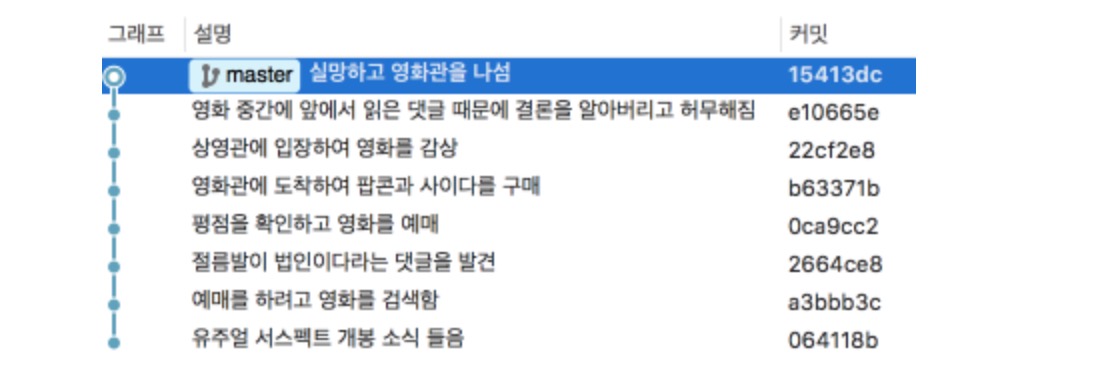 그래프 설명 커밋
master 실망하고 영화관을 나섬 15413dc
영화 중간에 앞에서 읽은 댓글 때문에 결론을 알아버리고 허무해짐 e10665e
상영관에 입장하여 영화를 감상 22cf2e8
영화관에 도착하여 팝콘과 사이다를 구매 b63371b
평점을 확인하고 영화를 예매 0ca9cc2
절름발이 범인이다라는 댓글을 발견 2664ce8
예매를 하려고 영화를 검색함 a3bbb3c
유주얼 서스펙트 개봉 소식 들음 064118b